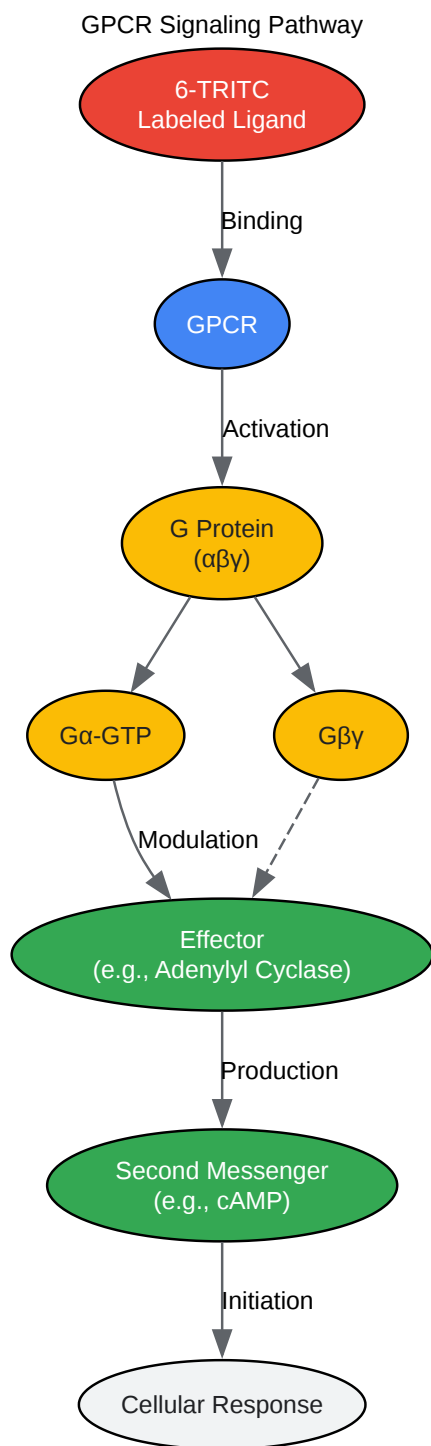 GPCR Signaling Pathway
6-TRITC
Labeled Ligand
Binding
GPCR
Activation
G Protein
(αβγ)
Gα-GTP
Gβγ
Modulation
Effector
(e.g., Adenylyl Cyclase)
Production
Second Messenger
(e.g., cAMP)
Initiation
Cellular Response